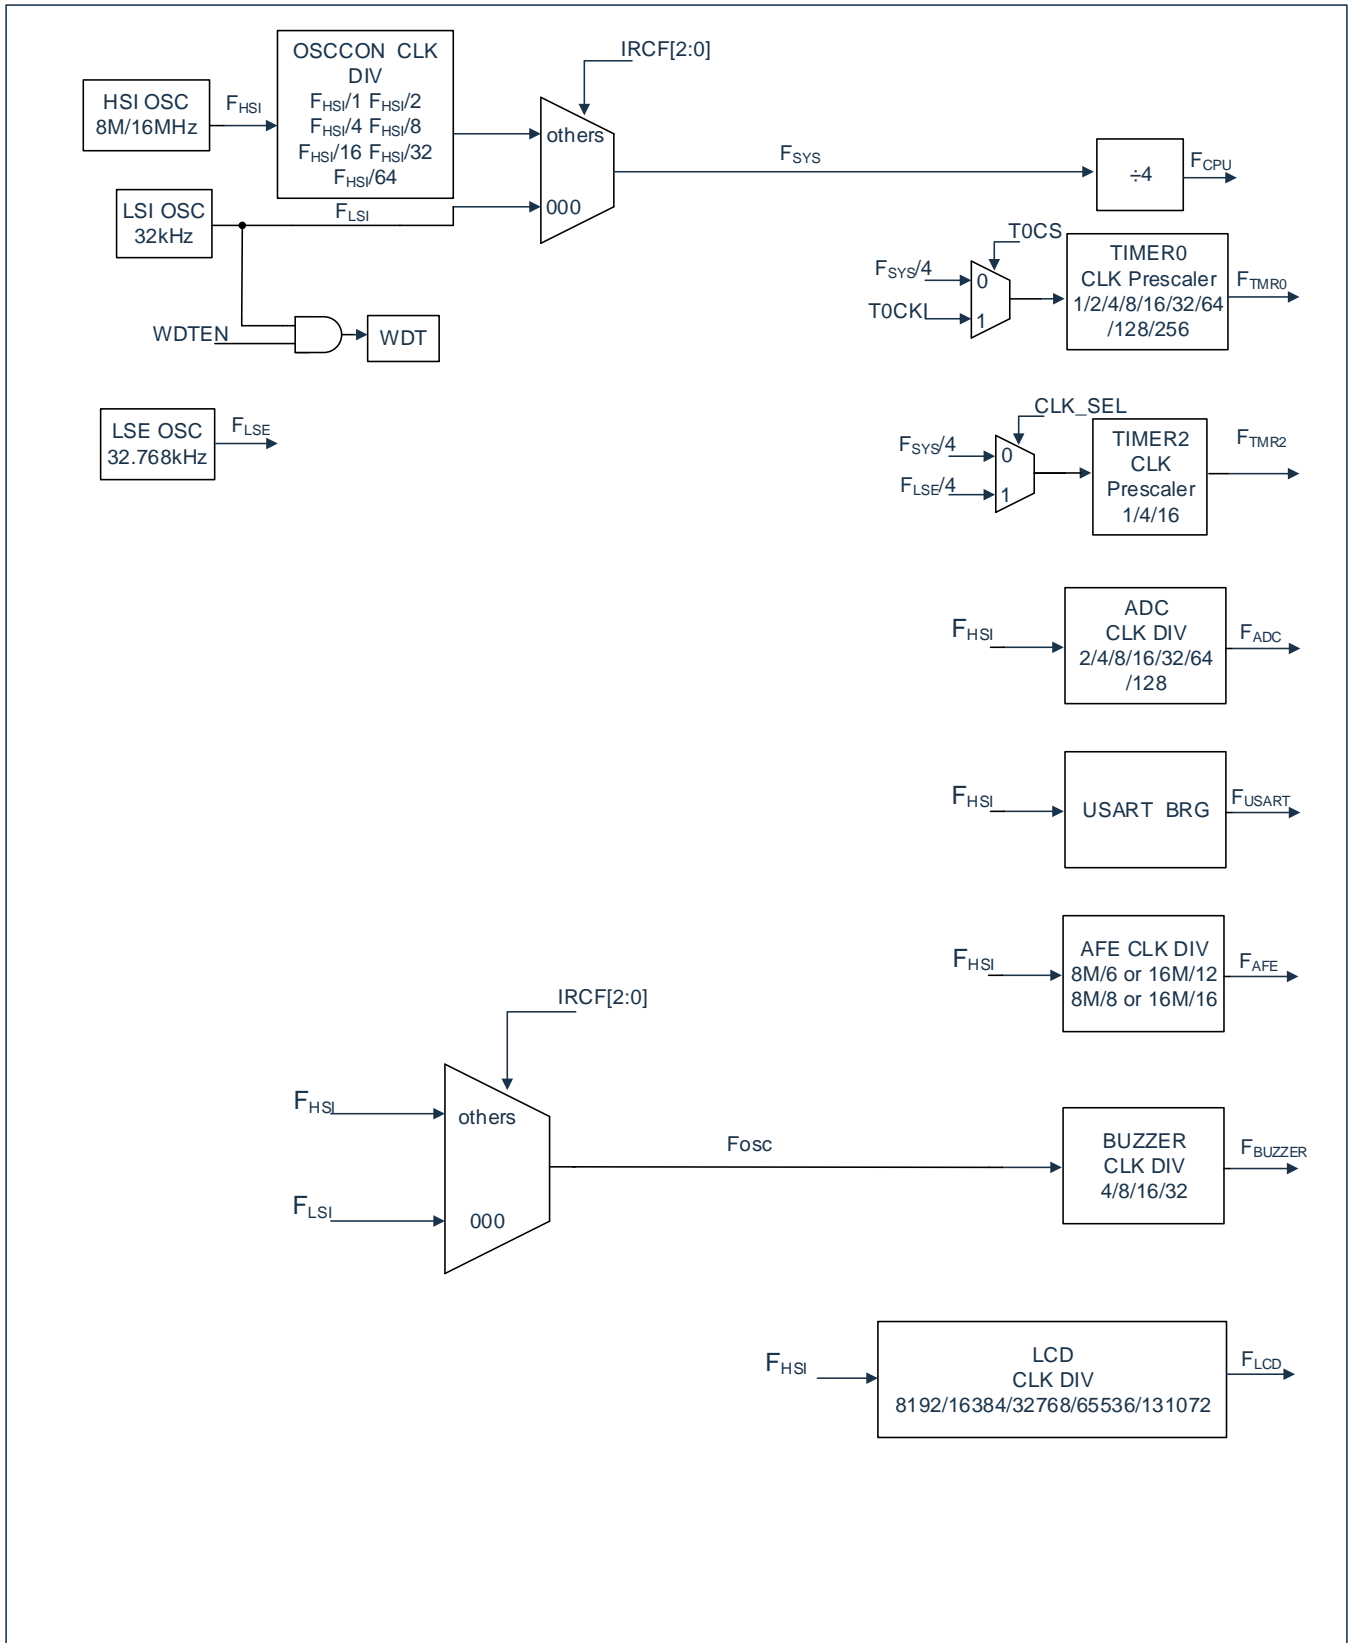 IRCF[2:0]
OSCCON CLK
DIV
FHSI/1 FHSI/2
FHSI/4 FHSI/8
FHSI/16 FHSI/32
FHSI/64
HSI OSC
8M/16MHz
FHSI
others
000
FSYS
÷4
FCPU
LSI OSC
32kHz
FLSI
WDTEN
WDT
T0CS
FSYS/4
T0CKI
0
1
TIMER0
CLK Prescaler
1/2/4/8/16/32/64
/128/256
FTMR0
LSE OSC
32.768kHz
FLSE
CLK_SEL
FSYS/4
FLSE/4
0
1
TIMER2
CLK
Prescaler
1/4/16
FTMR2
FHSI
ADC
CLK DIV
2/4/8/16/32/64
/128
FADC
FHSI
USART BRG
FUSART
FHSI
AFE CLK DIV
8M/6 or 16M/12
8M/8 or 16M/16
FAFE
IRCF[2:0]
FHSI
others
FLSI
000
Fosc
BUZZER
CLK DIV
4/8/16/32
FBUZZER
FHSI
LCD
CLK DIV
8192/16384/32768/65536/131072
FLCD